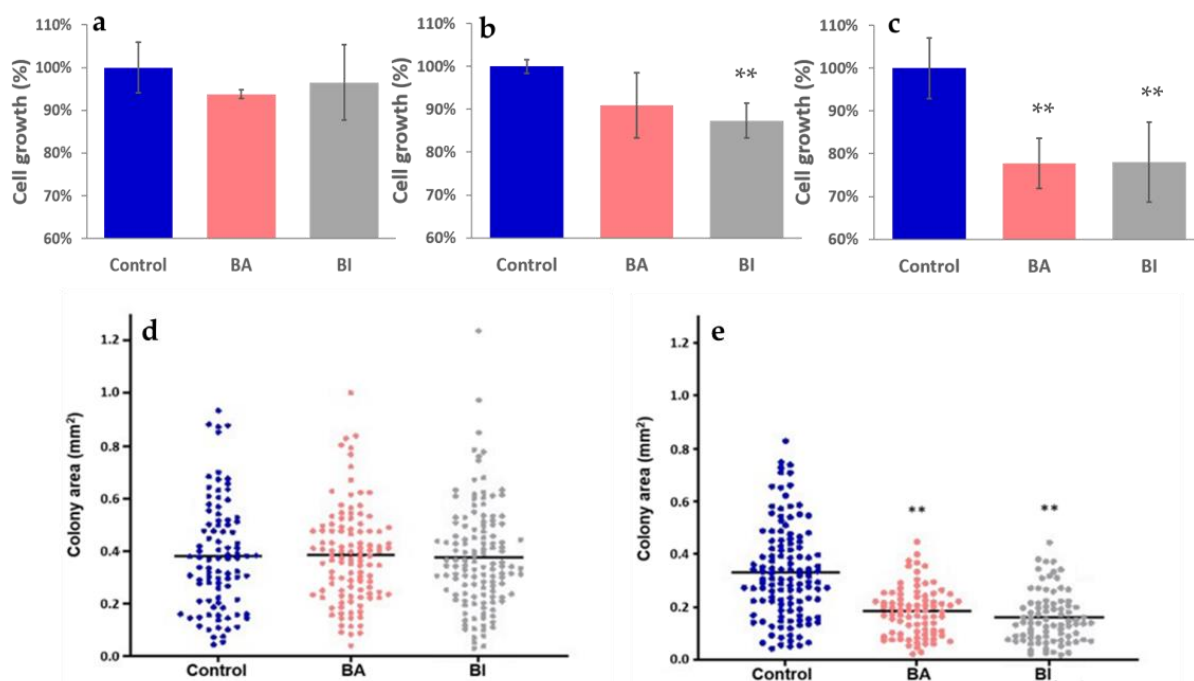 a
Cell growth (%)
110%
100%
90%
80%
70%
60%
Control BA BI
b
Cell growth (%)
110%
100%
90%
80%
70%
60%
**
Control BA BI
c
Cell growth (%)
110%
100%
90%
80%
70%
60%
** **
Control BA BI
d
Colony area (mm²)
1.2
1.0
0.8
0.6
0.4
0.2
0.0
Control BA BI
e
Colony area (mm²)
1.2
1.0
0.8
0.6
0.4
0.2
0.0
** **
Control BA BI